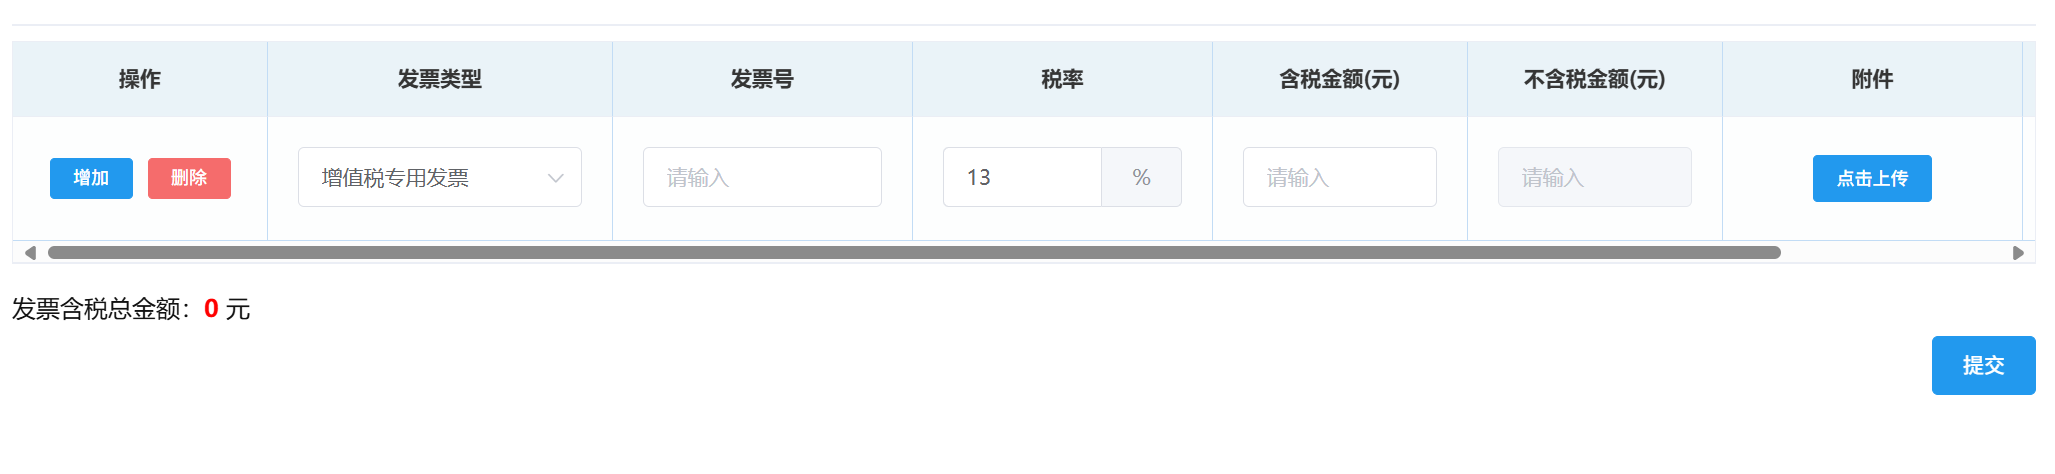 操作 发票类型 发票号 税率 含税金额(元) 不含税金额(元) 附件
增加 删除 增值税专用发票 请输入 13 % 请输入 请输入 点击上传
发票含税总金额：0 元
提交